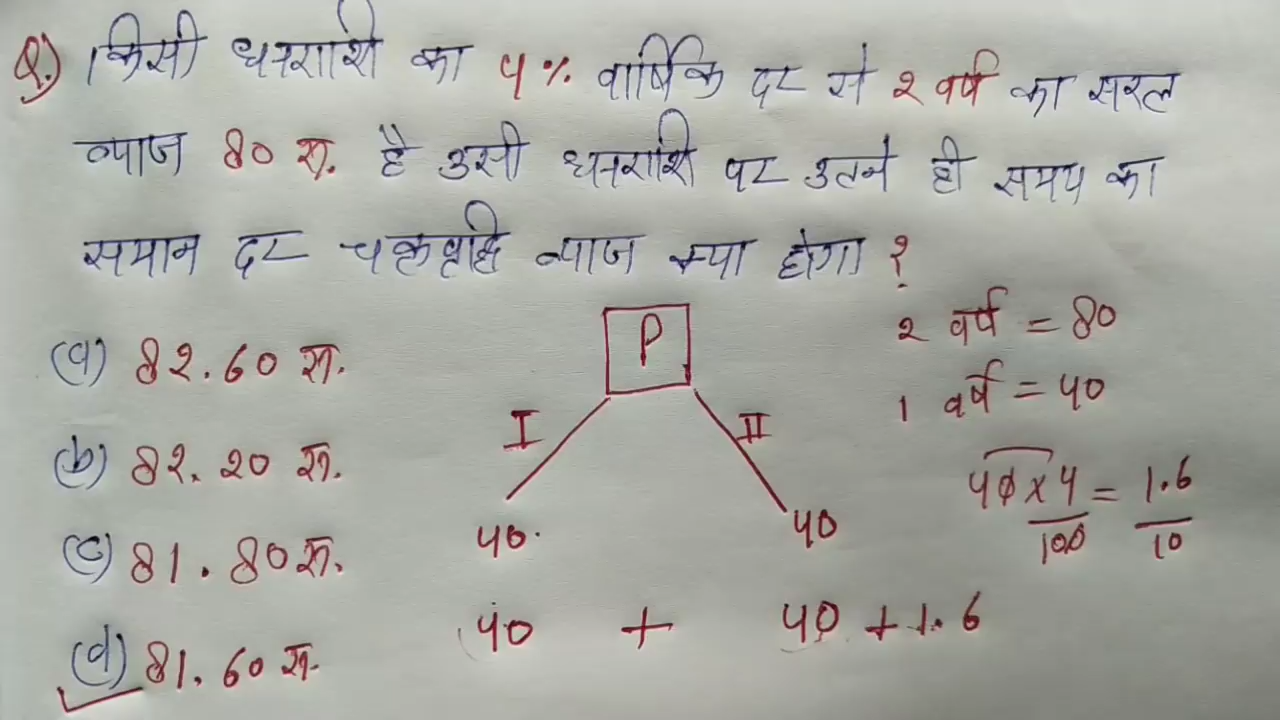 Q.) किसी धनराशि का 4% वार्षिक दर से 2 वर्ष का सरल
ब्याज 80 रू. है उसी धनराशि पर उतने ही समय का
समान दर चक्रवृद्धि ब्याज क्या होगा ?
(a) 82.60 रू.
(b) 82.20 रू.
(c) 81.80 रू.
(d) 81.60 रू.
P
I II
40. 40
40 + 40 + 1.6
2 वर्ष = 80
1 वर्ष = 40
40 × 4 = 1.6
100 10